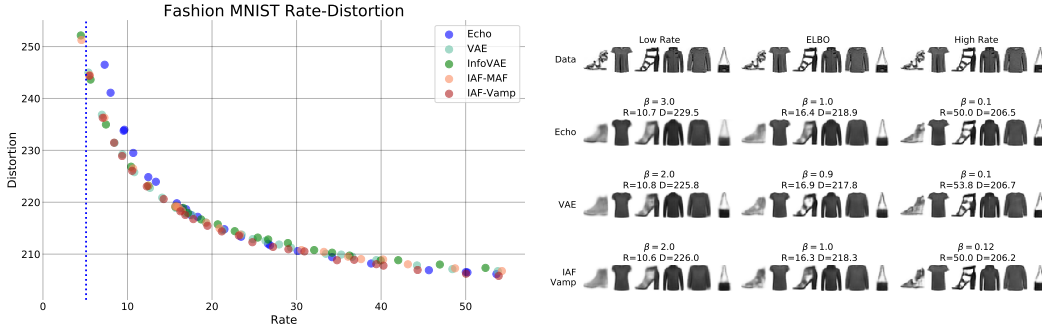 Fashion MNIST Rate-Distortion
Echo
VAE
InfoVAE
IAF-MAF
IAF-Vamp
250
240
230
220
210
Distortion
0 10 20 30 40 50
Rate
Low Rate ELBO High Rate
Data
β = 3.0 β = 1.0 β = 0.1
R=10.7 D=229.5 R=16.4 D=218.9 R=50.0 D=206.5
Echo
β = 2.0 β = 0.9 β = 0.1
R=10.8 D=225.8 R=16.9 D=217.8 R=53.8 D=206.7
VAE
β = 2.0 β = 1.0 β = 0.12
R=10.6 D=226.0 R=16.3 D=218.3 R=50.0 D=206.2
IAF
Vamp